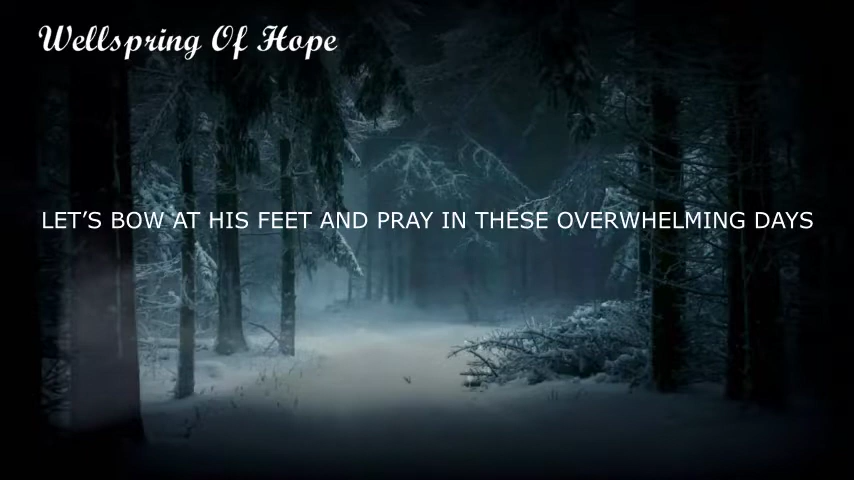 Wellspring Of Hope
LET’S BOW AT HIS FEET AND PRAY IN THESE OVERWHELMING DAYS